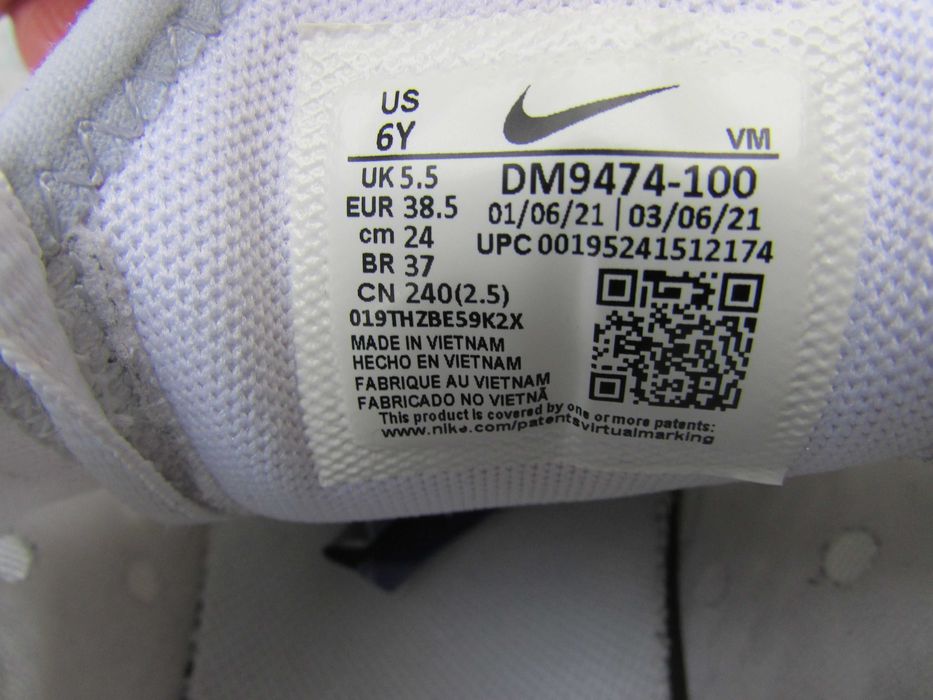 US
6Y
VM
UK 5.5
EUR 38.5
cm 24
BR 37
CN 240(2.5)
DM9474-100
01/06/21 | 03/06/21
UPC 00195241512174
019THZBE59K2X
MADE IN VIETNAM
HECHO EN VIETNAM
FABRIQUE AU VIETNAM
FABRICADO NO VIETNÃ
This product is covered by one or more patents:
www.nike.com/patentsvirtualmarking